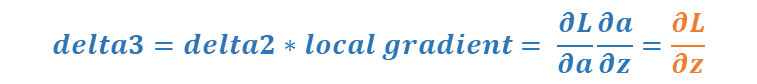 delta3 = delta2 * local gradient = ∂L/∂a ∂a/∂z = ∂L/∂z